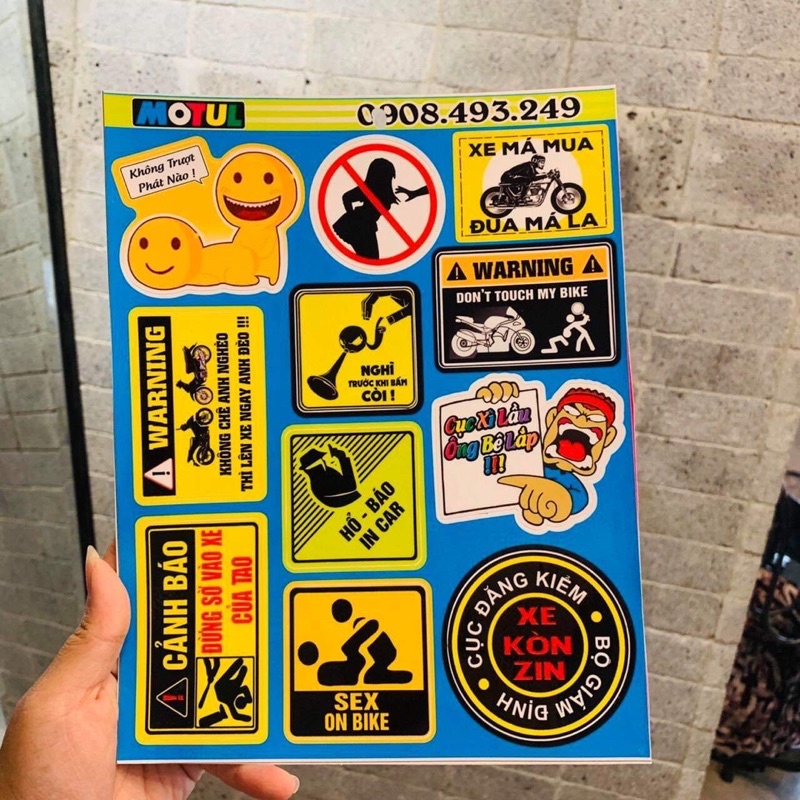 MOTUL
0908.493.249
Không Trượt
Phát Nào !
XE MÁ MUA
ĐUA MÁ LA
WARNING
DON'T TOUCH MY BIKE
WARNING
KHÔNG CHÊ ANH NGHÈO
THÌ LÊN XE NGAY ANH ĐÈO !!!
NGHĨ
TRƯỚC KHI BẤM
CÒI !
Cục Xì Lầu
Ông Bê Lắp
!!!
HỔ - BÁO
IN CAR
CẢNH BÁO
ĐỪNG SỜ VÀO XE
CỦA TAO
SEX
ON BIKE
CỤC ĐĂNG KIỂM
XE
KÒN
ZIN
BỘ GIÁM ĐỊNH